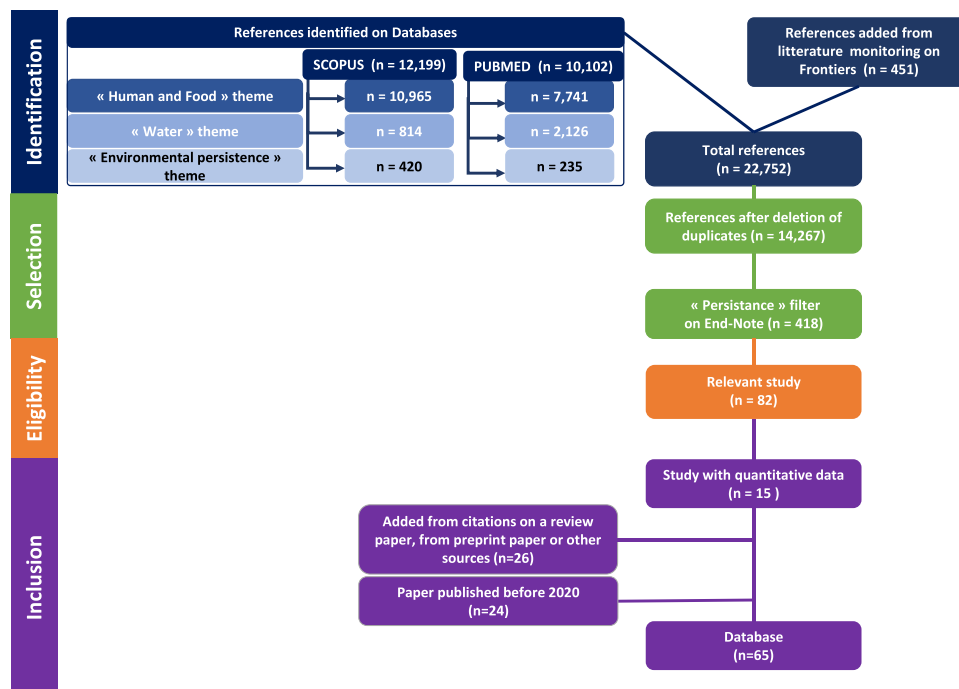 Identification
References identified on Databases
SCOPUS (n = 12,199)
PUBMED (n = 10,102)
« Human and Food » theme
n = 10,965
n = 7,741
« Water » theme
n = 814
n = 2,126
« Environmental persistence »
theme
n = 420
n = 235
References added from
litterature monitoring on
Frontiers (n = 451)
Total references
(n = 22,752)
Selection
References after deletion of
duplicates (n = 14,267)
« Persistance » filter
on End-Note (n = 418)
Eligibility
Relevant study
(n = 82)
Inclusion
Study with quantitative data
(n = 15 )
Added from citations on a review
paper, from preprint paper or other
sources (n=26)
Paper published before 2020
(n=24)
Database
(n=65)